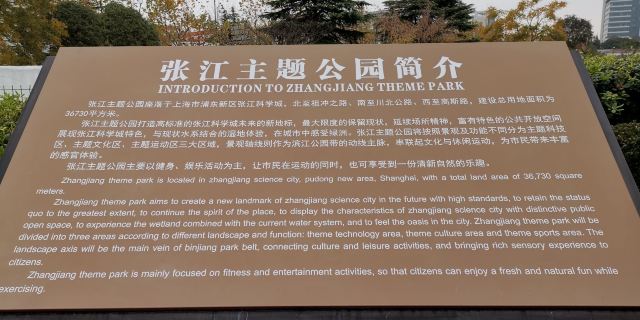 张江主题公园简介
INTRODUCTION TO ZHANGJIANG THEME PARK
张江主题公园座落于上海市浦东新区张江科学城，北至祖冲之路、南至川北公路、西至高斯路，建设总用地面积为
36730平方米。
张江主题公园打造高标准的张江科学城未来的新地标，最大限度的保留现状，延续场所精神，富有特色的公共开放空间
展现张江科学城特色，与现状水系结合的湿地体验，在城市中感受绿洲。张江主题公园将按照景观及功能不同分为主题科技
区、主题文化区、主题运动区三大区域，景观轴线则作为滨江公园带的动线主脉，串联起文化与休闲运动，为市民带来丰富
的感官体验。
张江主题公园主要以健身、娱乐活动为主，让市民在运动的同时，也可享受到一份清新自然的乐趣。
Zhangjiang theme park is located in zhangjiang science city, pudong new area, Shanghai, with a total land area of 36,730 square
meters.
Zhangjiang theme park aims to create a new landmark of zhangjiang science city in the future with high standards, to retain the status
quo to the greatest extent, to continue the spirit of the place, to display the characteristics of zhangjiang science city with distinctive public
open space, to experience the wetland combined with the current water system, and to feel the oasis in the city. Zhangjiang theme park will be
divided into three areas according to different landscape and function: theme technology area, theme culture area and theme sports area. The
landscape axis will be the main vein of binjiang park belt, connecting culture and leisure activities, and bringing rich sensory experience to
citizens.
Zhangjiang theme park is mainly focused on fitness and entertainment activities, so that citizens can enjoy a fresh and natural fun while
exercising.